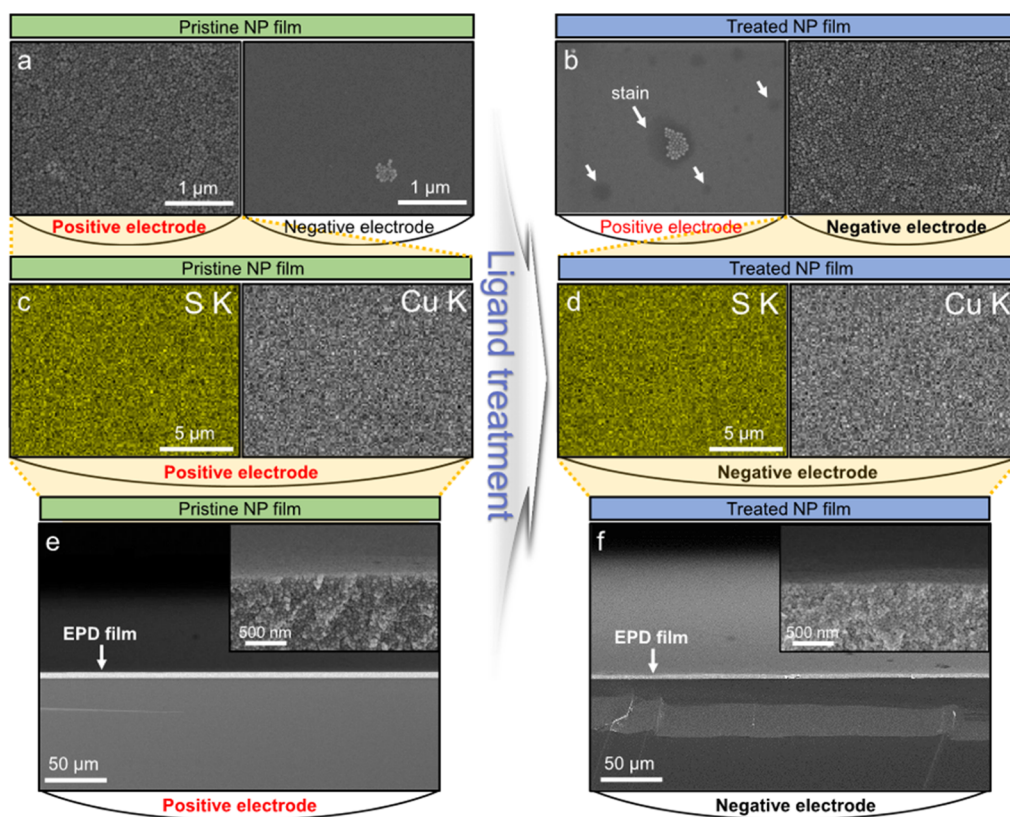 Pristine NP film
Treated NP film
a
1 µm
1 µm
b
stain
Positive electrode
Negative electrode
Positive electrode
Negative electrode
Pristine NP film
Treated NP film
c
S K
Cu K
5 µm
d
S K
Cu K
5 µm
Positive electrode
Negative electrode
Ligand treatment
Pristine NP film
Treated NP film
e
500 nm
EPD film
50 µm
f
500 nm
EPD film
50 µm
Positive electrode
Negative electrode